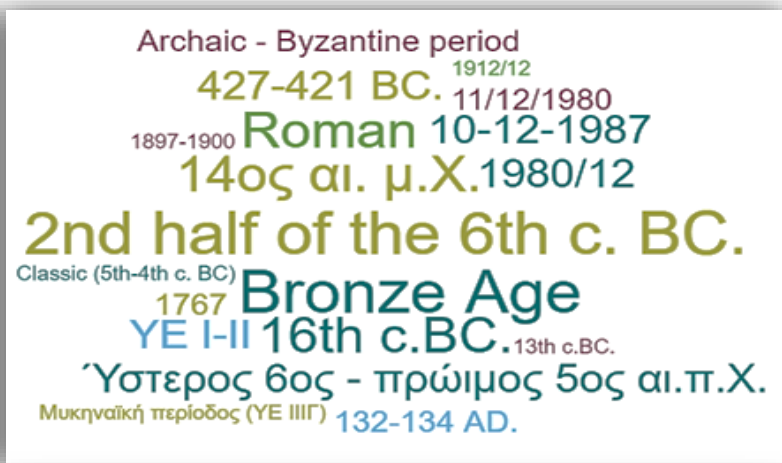 Archaic - Byzantine period
427-421 BC. 1912/12
11/12/1980
1897-1900 Roman 10-12-1987
14ος αι. μ.Χ. 1980/12
2nd half of the 6th c. BC.
Classic (5th-4th c. BC)
1767 Bronze Age
ΥΕ Ι-ΙΙ 16th c.BC. 13th c.BC.
Ύστερος 6ος - πρώιμος 5ος αι.π.Χ.
Μυκηναϊκή περίοδος (ΥΕ ΙΙΙΓ) 132-134 AD.